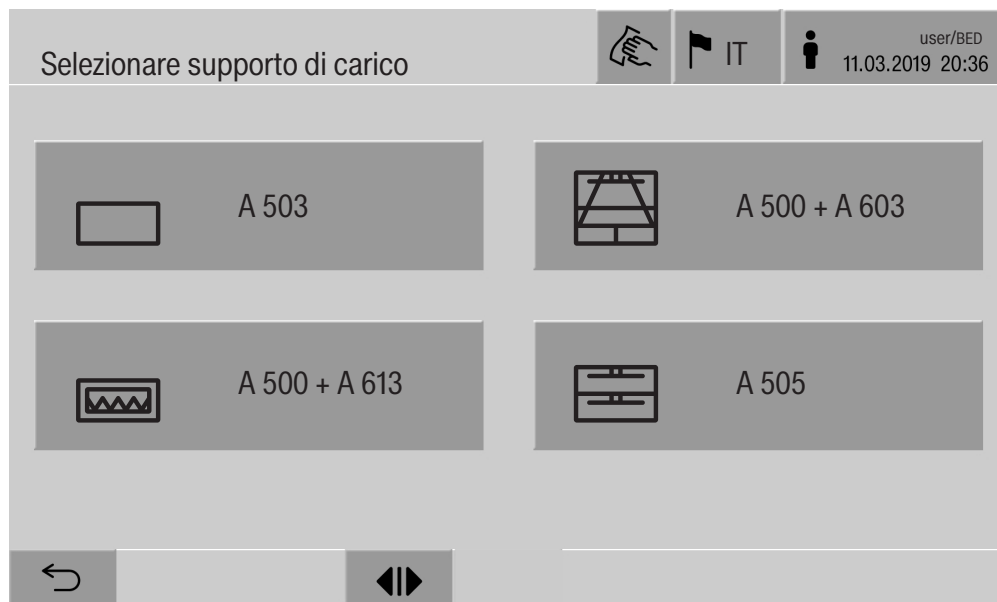 Selezionare supporto di carico
IT
user/BED
11.03.2019 20:36
A 503
A 500 + A 603
A 500 + A 613
A 505